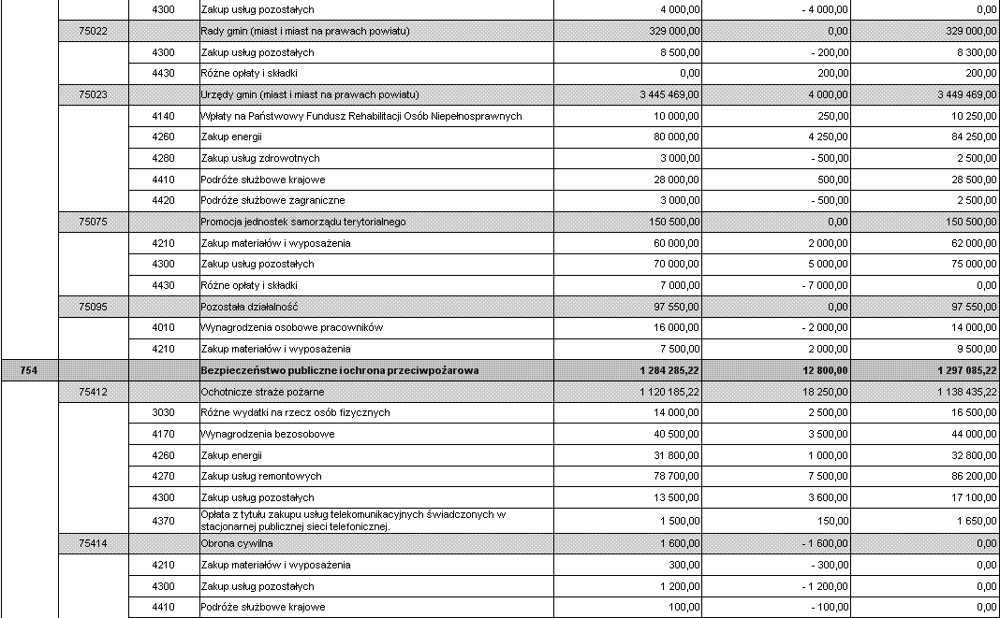 4300 Zakup usług pozostałych 4 000,00 - 4 000,00 0,00
75022 Rady gmin (miast i miast na prawach powiatu) 329 000,00 0,00 329 000,00
4300 Zakup usług pozostałych 8 500,00 - 200,00 8 300,00
4430 Różne opłaty i składki 0,00 200,00 200,00
75023 Urzędy gmin (miast i miast na prawach powiatu) 3 445 469,00 4 000,00 3 449 469,00
4140 Wpłaty na Państwowy Fundusz Rehabilitacji Osób Niepełnosprawnych 10 000,00 250,00 10 250,00
4260 Zakup energii 80 000,00 4 250,00 84 250,00
4280 Zakup usług zdrowotnych 3 000,00 - 500,00 2 500,00
4410 Podróże służbowe krajowe 28 000,00 500,00 28 500,00
4420 Podróże służbowe zagraniczne 3 000,00 - 500,00 2 500,00
75075 Promocja jednostek samorządu terytorialnego 150 500,00 0,00 150 500,00
4210 Zakup materiałów i wyposażenia 60 000,00 2 000,00 62 000,00
4300 Zakup usług pozostałych 70 000,00 5 000,00 75 000,00
4430 Różne opłaty i składki 7 000,00 - 7 000,00 0,00
75095 Pozostała działalność 97 550,00 0,00 97 550,00
4010 Wynagrodzenia osobowe pracowników 16 000,00 - 2 000,00 14 000,00
4210 Zakup materiałów i wyposażenia 7 500,00 2 000,00 9 500,00
754 Bezpieczeństwo publiczne i ochrona przeciwpożarowa 1 284 285,22 12 800,00 1 297 085,22
75412 Ochotnicze straże pożarne 1 120 185,22 18 250,00 1 138 435,22
3030 Różne wydatki na rzecz osób fizycznych 14 000,00 2 500,00 16 500,00
4170 Wynagrodzenia bezosobowe 40 500,00 3 500,00 44 000,00
4260 Zakup energii 31 800,00 1 000,00 32 800,00
4270 Zakup usług remontowych 78 700,00 7 500,00 86 200,00
4300 Zakup usług pozostałych 13 500,00 3 600,00 17 100,00
4370 Opłata z tytułu zakupu usług telekomunikacyjnych świadczonych w
stacjonarnej publicznej sieci telefonicznej. 1 500,00 150,00 1 650,00
75414 Obrona cywilna 1 600,00 - 1 600,00 0,00
4210 Zakup materiałów i wyposażenia 300,00 - 300,00 0,00
4300 Zakup usług pozostałych 1 200,00 - 1 200,00 0,00
4410 Podróże służbowe krajowe 100,00 - 100,00 0,00